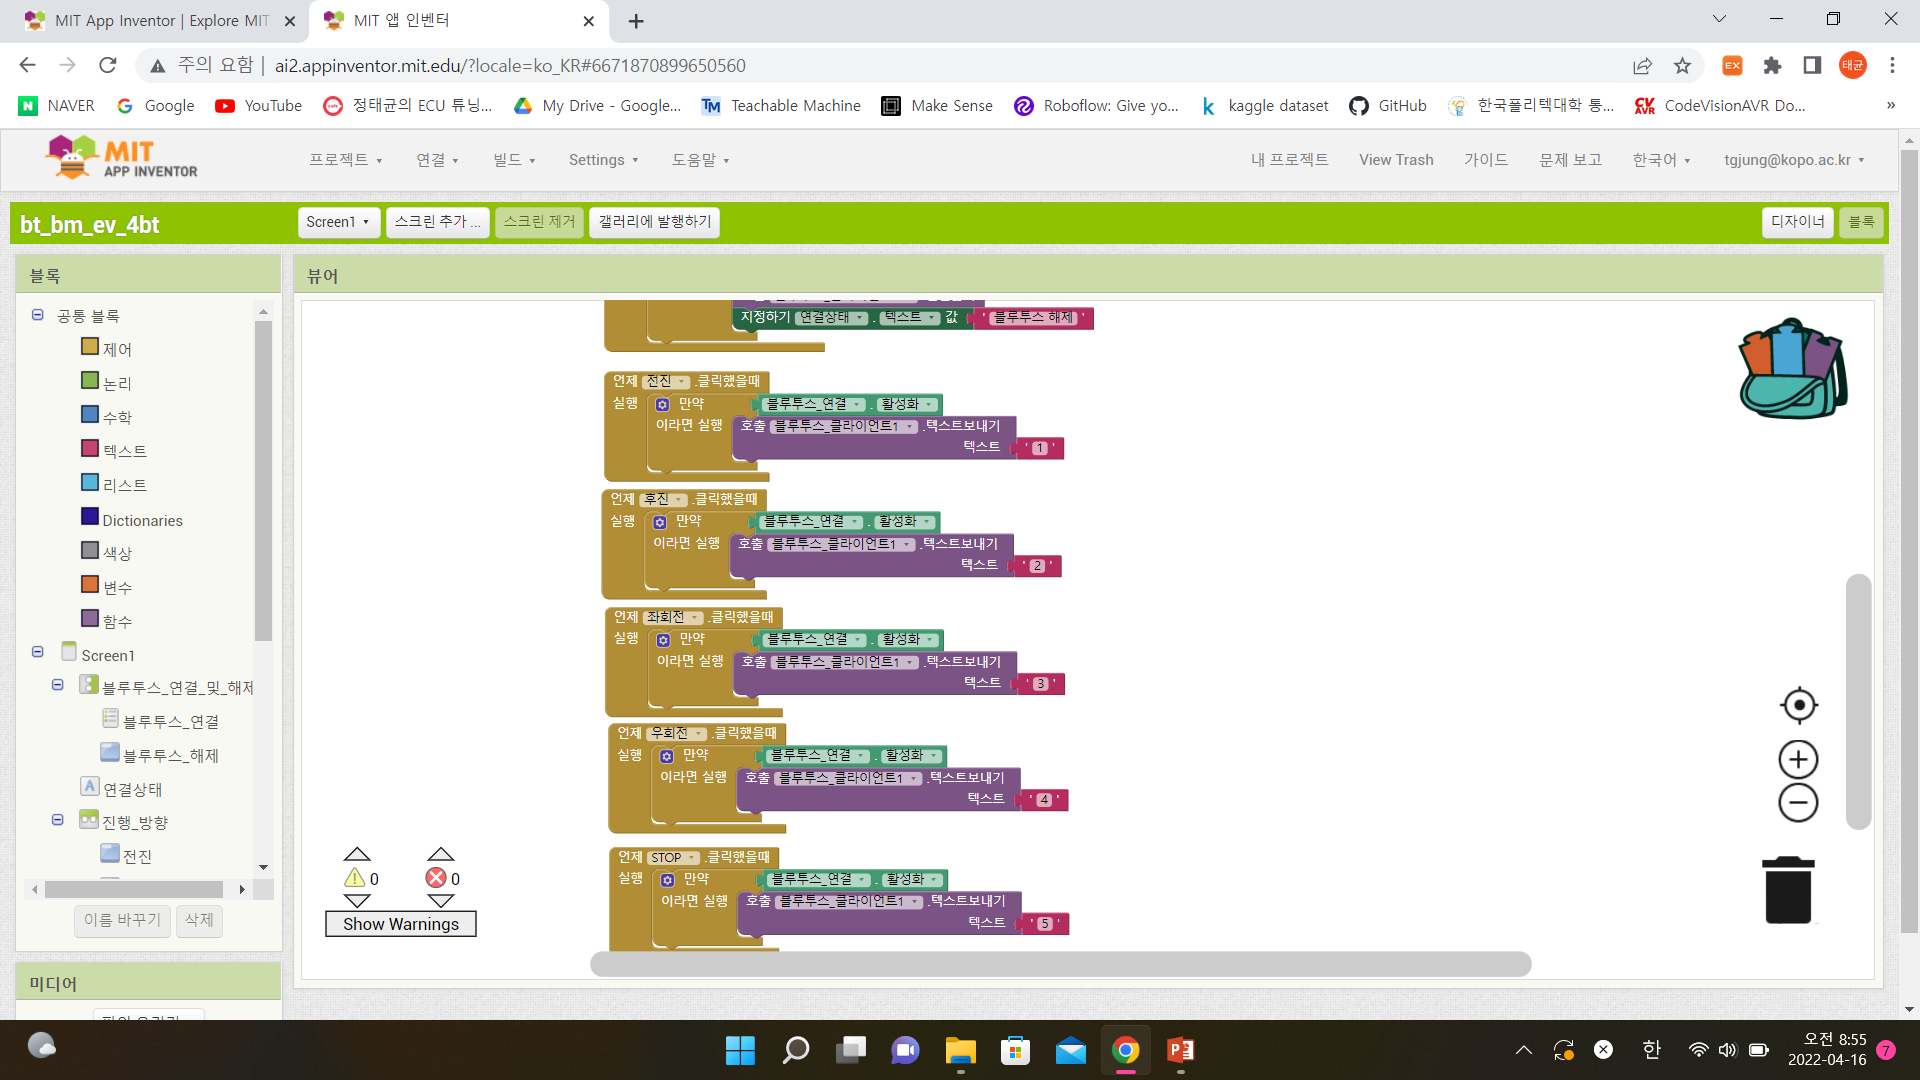 MIT App Inventor | Explore MIT
MIT 앱 인벤터
주의 요함 | ai2.appinventor.mit.edu/?locale=ko_KR#6671870899650560
EX
태균
NAVER Google YouTube 정태균의 ECU 튜닝... My Drive - Google... Teachable Machine Make Sense Roboflow: Give yo... kaggle dataset GitHub 한국폴리텍대학 통... CodeVisionAVR Do... »
MIT
APP INVENTOR
프로젝트 연결 빌드 Settings 도움말 내 프로젝트 View Trash 가이드 문제 보고 한국어 tgjung@kopo.ac.kr
bt_bm_ev_4bt Screen1 스크린 추가 ... 스크린 제거 갤러리에 발행하기 디자이너 블록
블록
뷰어
공통 블록
제어
논리
수학
텍스트
리스트
Dictionaries
색상
변수
함수
Screen1
블루투스_연결_및_해제
블루투스_연결
블루투스_해제
연결상태
진행_방향
전진
이름 바꾸기 삭제
미디어
지정하기 연결상태 . 텍스트 값 ' 블루투스 해제 '
언제 전진 .클릭했을때
실행 만약 블루투스_연결 . 활성화
이라면 실행 호출 블루투스_클라이언트1 .텍스트보내기
텍스트 ' 1 '
언제 후진 .클릭했을때
실행 만약 블루투스_연결 . 활성화
이라면 실행 호출 블루투스_클라이언트1 .텍스트보내기
텍스트 ' 2 '
언제 좌회전 .클릭했을때
실행 만약 블루투스_연결 . 활성화
이라면 실행 호출 블루투스_클라이언트1 .텍스트보내기
텍스트 ' 3 '
언제 우회전 .클릭했을때
실행 만약 블루투스_연결 . 활성화
이라면 실행 호출 블루투스_클라이언트1 .텍스트보내기
텍스트 ' 4 '
언제 STOP .클릭했을때
실행 만약 블루투스_연결 . 활성화
이라면 실행 호출 블루투스_클라이언트1 .텍스트보내기
텍스트 ' 5 '
0 0
Show Warnings
한
오전 8:55
2022-04-16
7